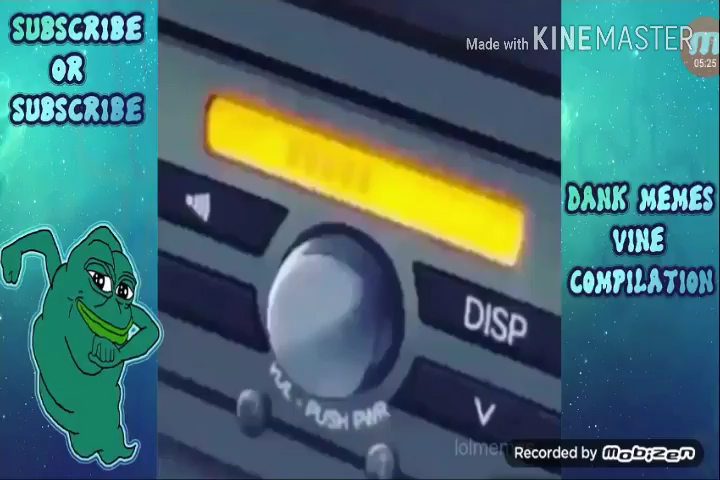 SUBSCRIBE
OR
SUBSCRIBE
Made with KINEMASTER
05:25
DANK MEMES
VINE
COMPILATION
DISP
VOL - PUSH PWR
V
Recorded by mobizen